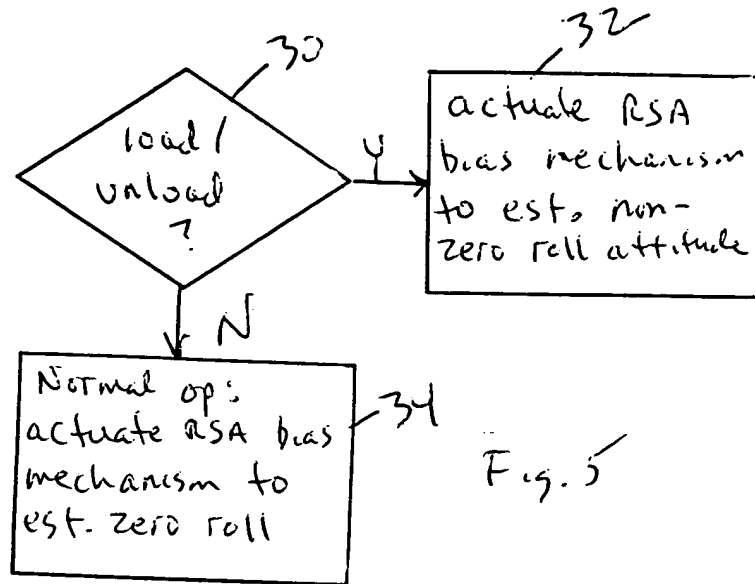 30
load/
unload
?
Y
32
actuate RSA
bias mechanism
to est. non-
zero roll attitude
N
Normal op:
actuate RSA bias
mechanism to
est. zero roll
34
Fig. 5